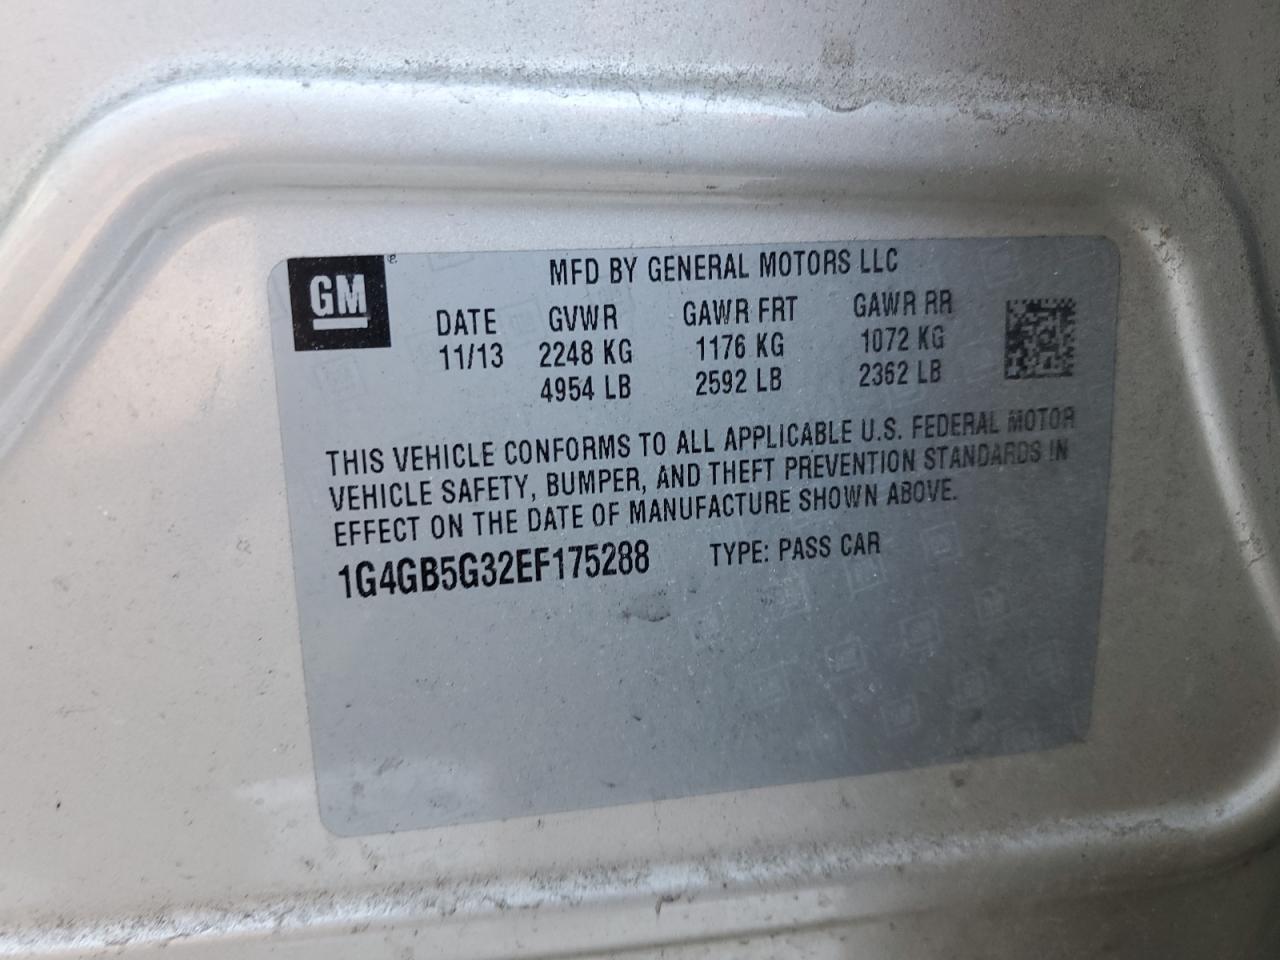 GM
MFD BY GENERAL MOTORS LLC
DATE GVWR GAWR FRT GAWR RR
11/13 2248 KG 1176 KG 1072 KG
4954 LB 2592 LB 2362 LB
THIS VEHICLE CONFORMS TO ALL APPLICABLE U.S. FEDERAL MOTOR
VEHICLE SAFETY, BUMPER, AND THEFT PREVENTION STANDARDS IN
EFFECT ON THE DATE OF MANUFACTURE SHOWN ABOVE.
1G4GB5G32EF175288 TYPE: PASS CAR